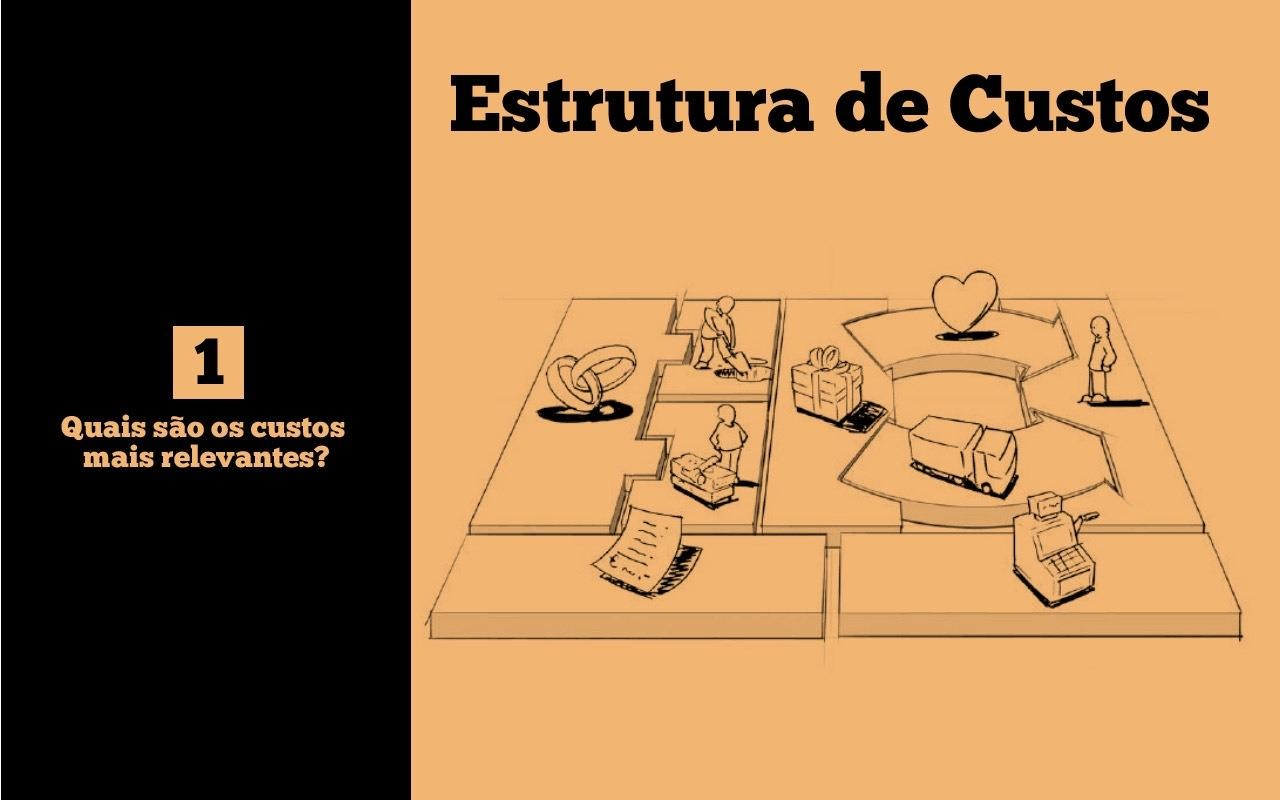 Estrutura de Custos
1
Quais são os custos
mais relevantes?